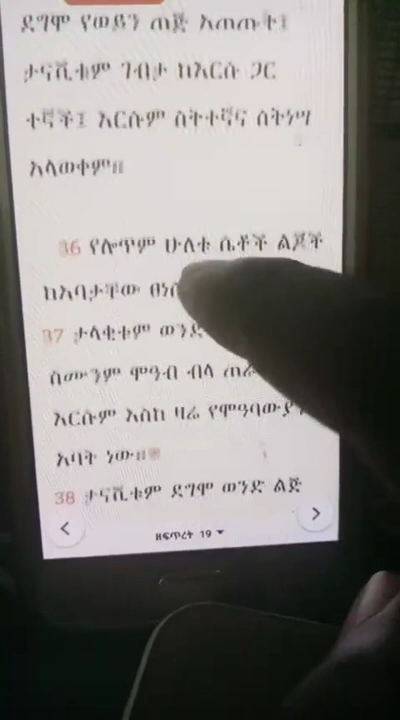 ደግሞ የወይን ጠጅ አጠጡት፤
ታናሺቱም ገብታ ከእርሱ ጋር
ተኛች፤ እርሱም ስትተኛና ስትነሣ
አላወቀም።
36 የሎጥም ሁለቱ ሴቶች ልጆች
ከአባታቸው
37 ታላቂቱም ወንድ
ስሙንም ሞዓብ ብላ
እርሱም እስከ ዛሬ የሞዓባውያን
አባት ነው።
38 ታናሺቱም ደግሞ ወንድ ልጅ
ዘፍጥረት 19